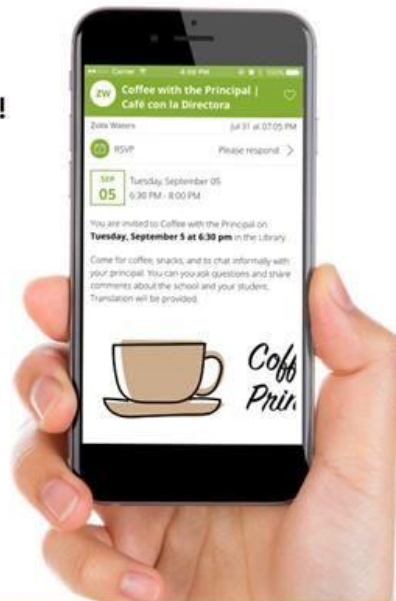 !
Carrier 4:00 PM 100%
ZW Coffee with the Principal |
Café con la Directora
Zoila Waters Jul 31 at 07:05 PM
RSVP Please respond >
SEP Tuesday, September 05
05 6:30 PM - 8:00 PM
You are invited to Coffee with the Principal on
Tuesday, September 5 at 6:30 pm in the Library.
Come for coffee, snacks, and to chat informally with
your principal. You can you ask questions and share
comments about the school and your student.
Translation will be provided.
Coff
Prin